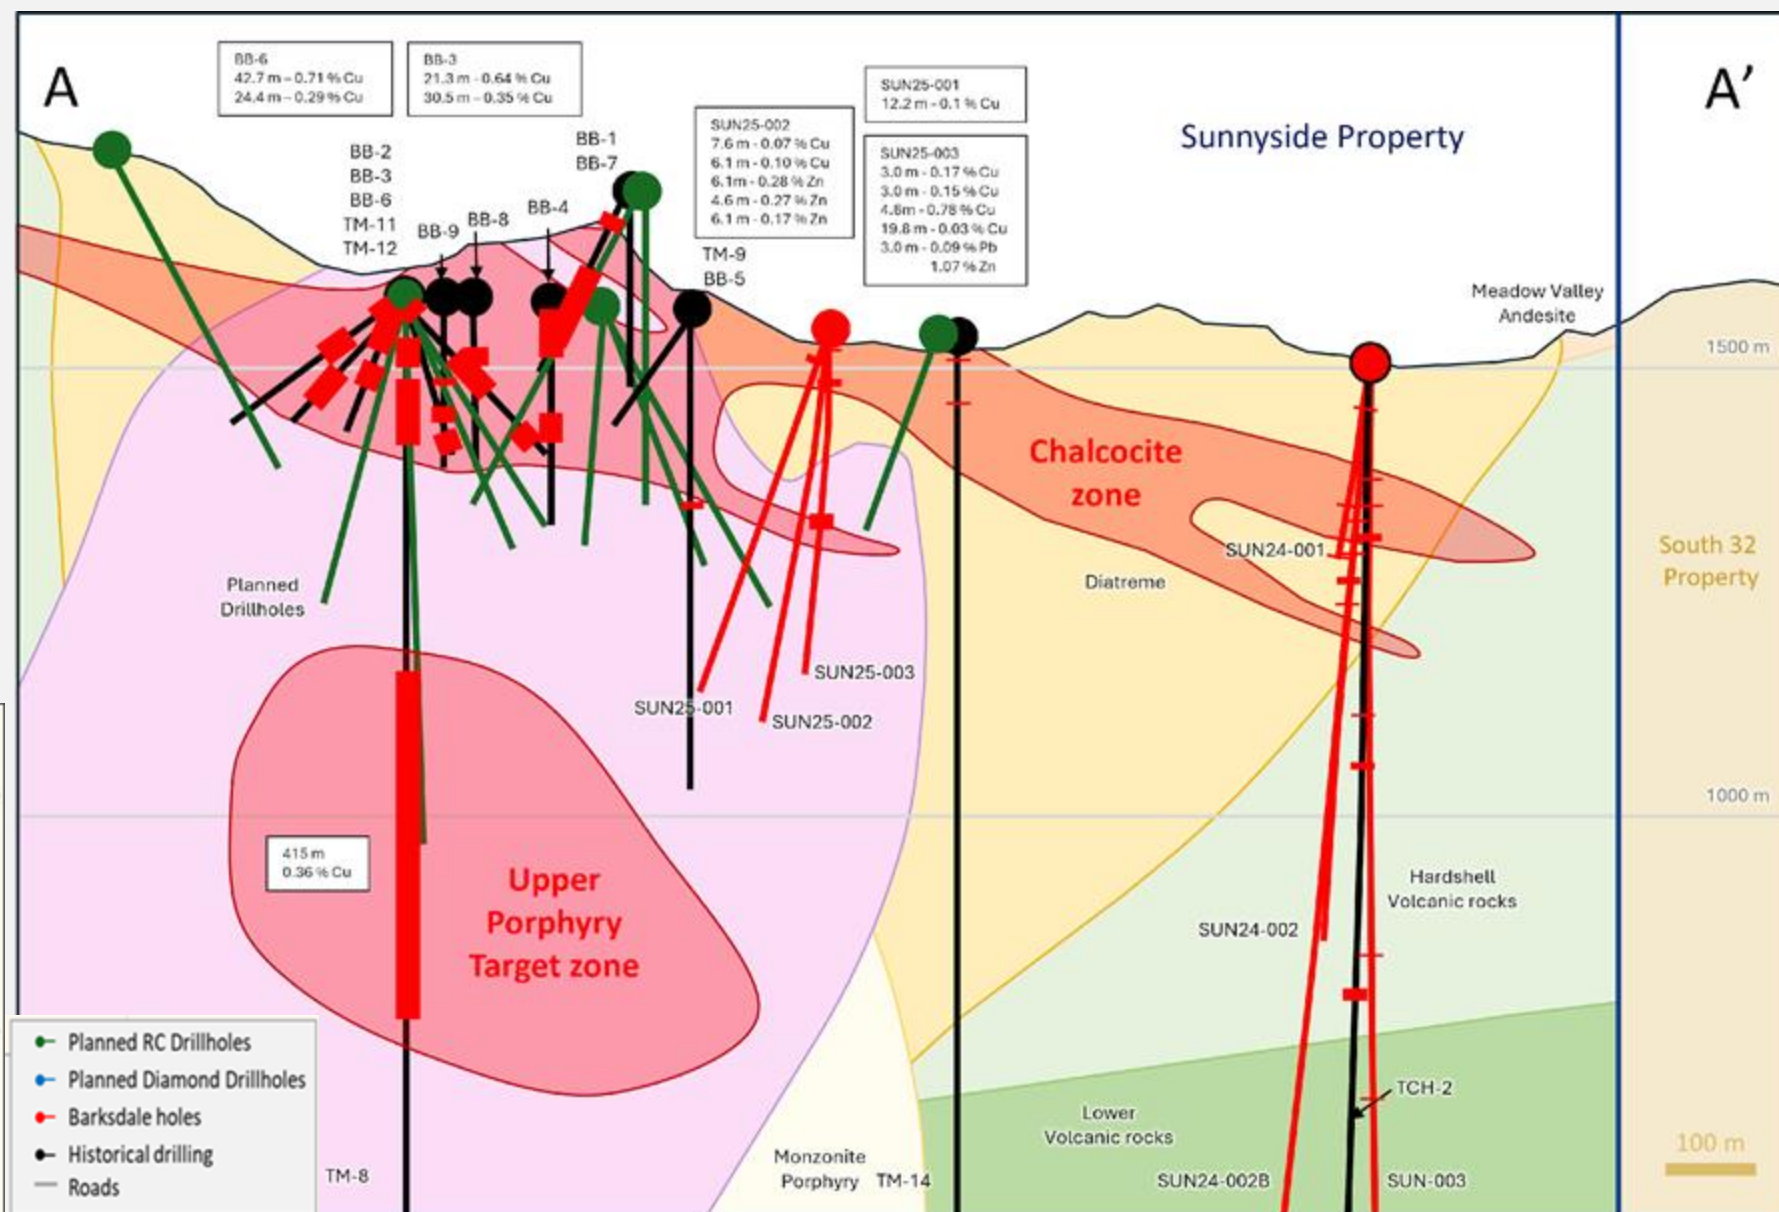 A
BB-6
42.7 m – 0.71 % Cu
24.4 m – 0.29 % Cu
BB-3
21.3 m - 0.64 % Cu
30.5 m – 0.35 % Cu
SUN25-001
12.2 m - 0.1 % Cu
A'
Sunnyside Property
SUN25-002
7.6 m - 0.07 % Cu
6.1 m - 0.10 % Cu
6.1m - 0.28 % Zn
4.6 m - 0.27 % Zn
6.1 m - 0.17 % Zn
SUN25-003
3.0 m - 0.17 % Cu
3.0 m - 0.15 % Cu
4.8m - 0.78 % Cu
19.8 m - 0.03 % Cu
3.0 m - 0.09 % Pb
1.07 % Zn
BB-2
BB-3
BB-6
TM-11
TM-12
BB-9
BB-8
BB-4
BB-1
BB-7
TM-9
BB-5
Meadow Valley
Andesite
1500 m
Chalcocite
zone
SUN24-001
South 32
Property
Planned
Drillholes
Diatreme
SUN25-003
SUN25-001
SUN25-002
1000 m
415 m
0.36 % Cu
Upper
Porphyry
Target zone
Hardshell
Volcanic rocks
SUN24-002
Planned RC Drillholes
Planned Diamond Drillholes
Barksdale holes
Historical drilling
Roads
TCH-2
Lower
Volcanic rocks
100 m
TM-8
Monzonite
Porphyry
TM-14
SUN24-002B
SUN-003